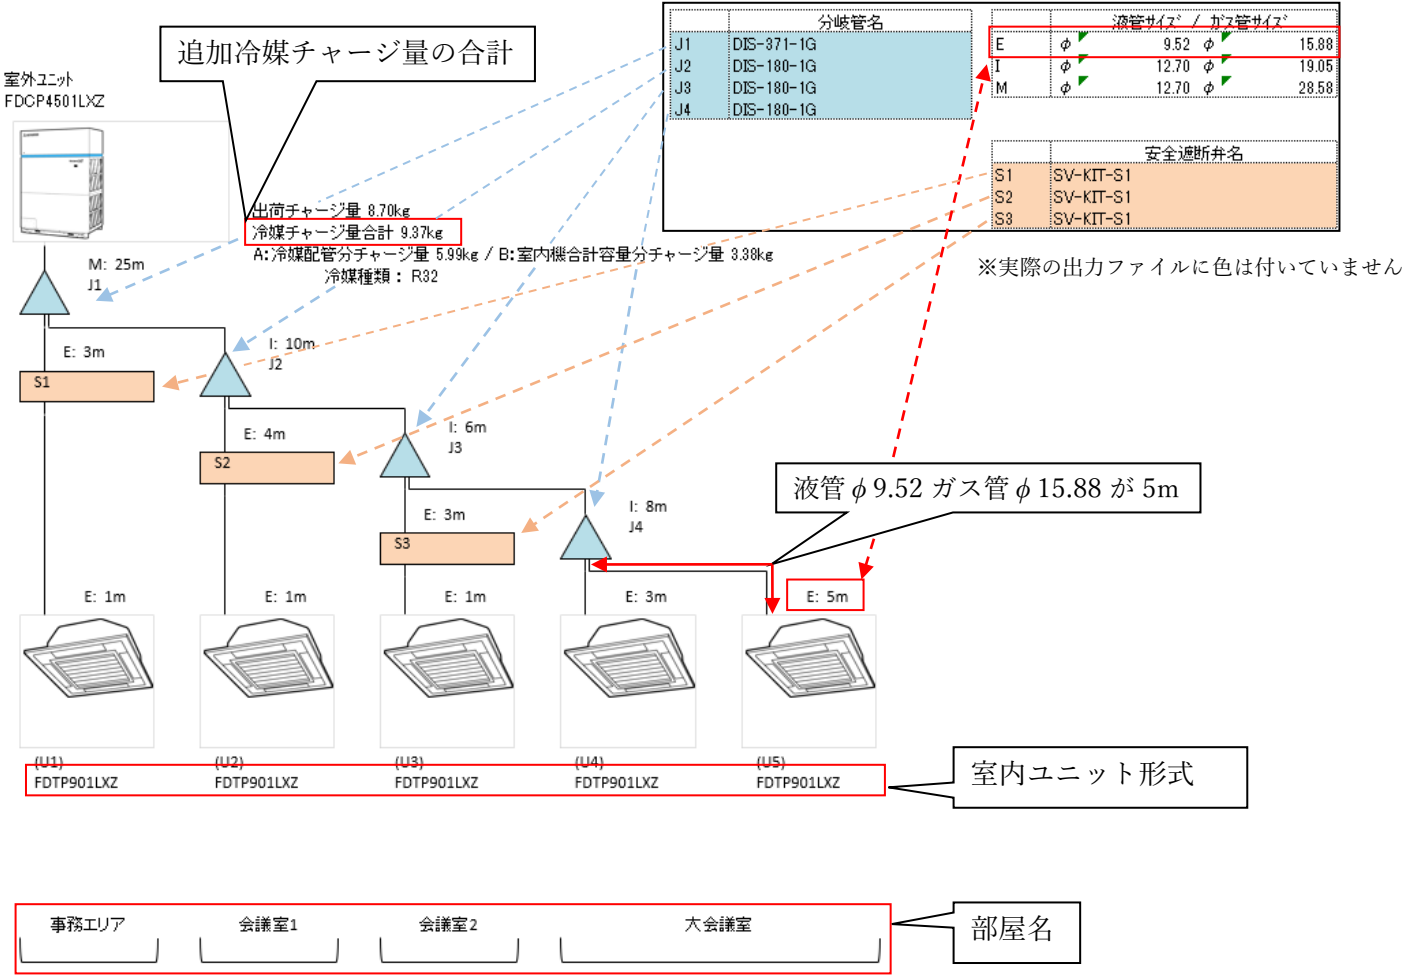 追加冷媒チャージ量の合計
室外ユニット
FDCP4501LXZ
分岐管名
J1 DIS-371-1G
J2 DIS-180-1G
J3 DIS-180-1G
J4 DIS-180-1G
液管サイズ / ガス管サイズ
E φ 9.52 φ 15.88
I φ 12.70 φ 19.05
M φ 12.70 φ 28.58
安全遮断弁名
S1 SV-KIT-S1
S2 SV-KIT-S1
S3 SV-KIT-S1
※実際の出力ファイルに色は付いていません
出荷チャージ量 8.70kg
冷媒チャージ量合計 9.37kg
A:冷媒配管分チャージ量 5.99kg / B:室内機合計容量分チャージ量 3.38kg
冷媒種類: R32
M: 25m
J1
E: 3m
S1
I: 10m
J2
E: 4m
S2
I: 6m
J3
E: 3m
S3
I: 8m
J4
液管φ9.52 ガス管φ15.88 が 5m
E: 1m
E: 1m
E: 1m
E: 3m
E: 5m
(U1)
FDTP901LXZ
(U2)
FDTP901LXZ
(U3)
FDTP901LXZ
(U4)
FDTP901LXZ
(U5)
FDTP901LXZ
室内ユニット形式
事務エリア
会議室1
会議室2
大会議室
部屋名